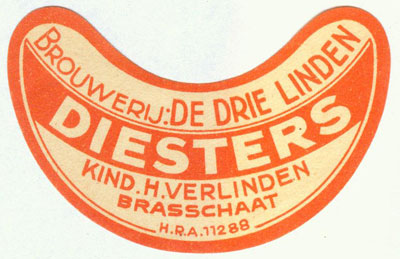 BROUWERIJ: DE DRIE LINDEN
DIESTERS
KIND. H. VERLINDEN
BRASSCHAAT
H.R.A. 11288